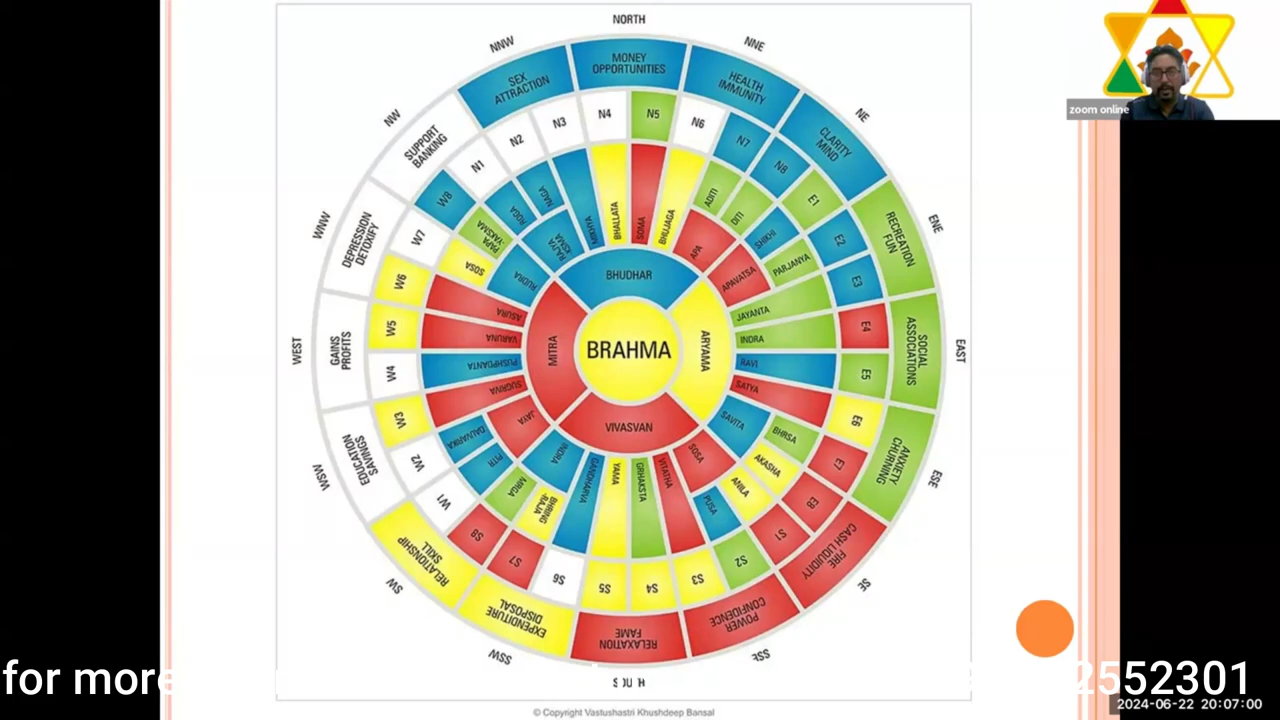 NORTH
NNW
NNE
NW
NE
WNW
ENE
WEST
EAST
WSW
ESE
SW
SE
SSW
SSE
MONEY
OPPORTUNITIES
HEALTH
IMMUNITY
CLARITY
MIND
RECREATION
FUN
SOCIAL
ASSOCIATIONS
ANXIETY
CHURNING
FIRE
CASH LIQUIDITY
POWER
CONFIDENCE
RELAXATION
FAME
EXPENDITURE
DISPOSAL
RELATIONSHIP
SKILL
EDUCATION
SAVINGS
GAINS
PROFITS
DEPRESSION
DETOXIFY
SUPPORT
BANKING
SEX
ATTRACTION
N1
N2
N3
N4
N5
N6
N7
N8
E1
E2
E3
E4
E5
E6
E7
E8
S1
S2
S3
S4
S5
S6
S7
S8
W1
W2
W3
W4
W5
W6
W7
W8
ROGA
NAGA
MUKHYA
BHALLATA
SOMA
BHUJAGA
ADITI
DITI
SHIKHI
PARJANYA
JAYANTA
INDRA
RAVI
SATYA
BHRSA
AKASHA
ANILA
PUSA
VITATHA
GRHAKSTA
YAMA
GANDHARVA
BHRING
RAJA
MRGA
PITR
DAUVARIKA
SUGRIVA
PUSHPDANTA
VARUNA
ASURA
SOSA
PAPA
YAKSMA
RUDRA
RAJYA
KSMA
APA
APAVATSA
SAVITA
SOSA
INDRA
JAYA
BHUDHAR
ARYAMA
VIVASVAN
MITRA
BRAHMA
zoom online
for more
2552301
2024-06-22 20:07:00
© Copyright Vastushastri Khushdeep Bansal